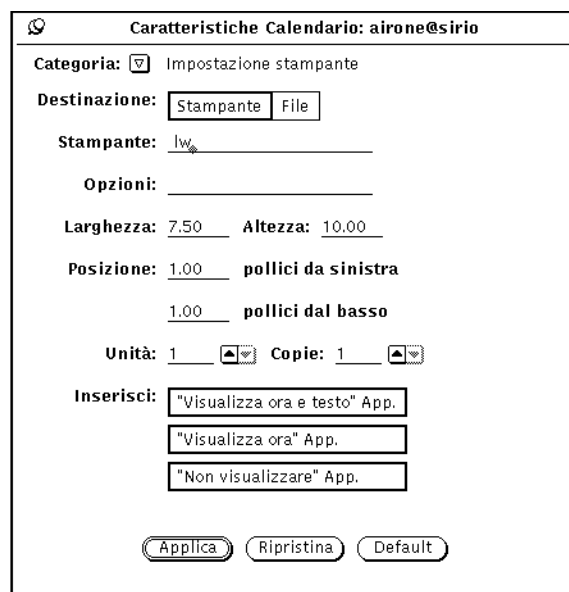 Caratteristiche Calendario: airone@sirio
Categoria: Impostazione stampante
Destinazione: Stampante File
Stampante: lw
Opzioni:
Larghezza: 7.50 Altezza: 10.00
Posizione: 1.00 pollici da sinistra
1.00 pollici dal basso
Unità: 1 Copie: 1
Inserisci: "Visualizza ora e testo" App.
"Visualizza ora" App.
"Non visualizzare" App.
Applica Ripristina Default